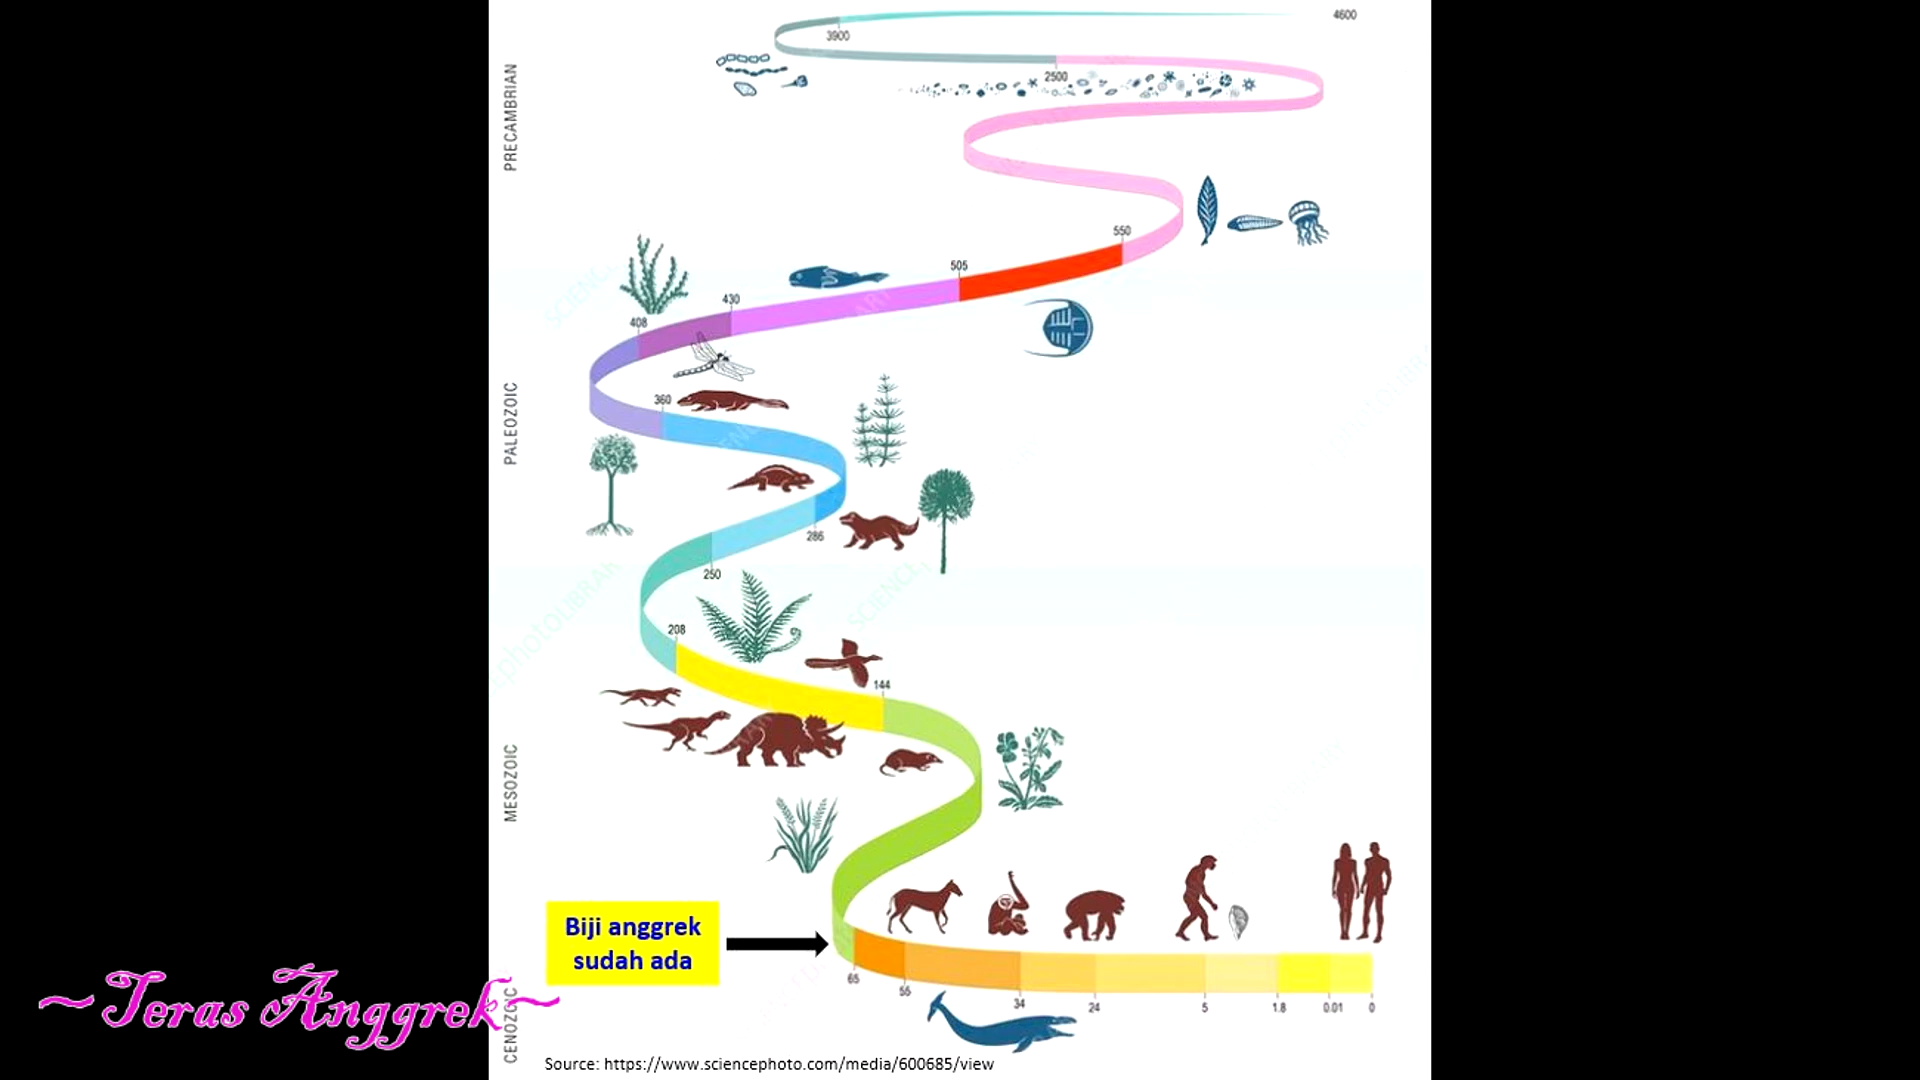 4600
3900
2500
PRECAMBRIAN
550
505
430
408
360
PALEOZOIC
286
250
208
144
MESOZOIC
Biji anggrek
sudah ada
65
55
34
24
5
1.8
0.01
0
~Teras Anggrek~
CENOZOIC
Source: https://www.sciencephoto.com/media/600685/view